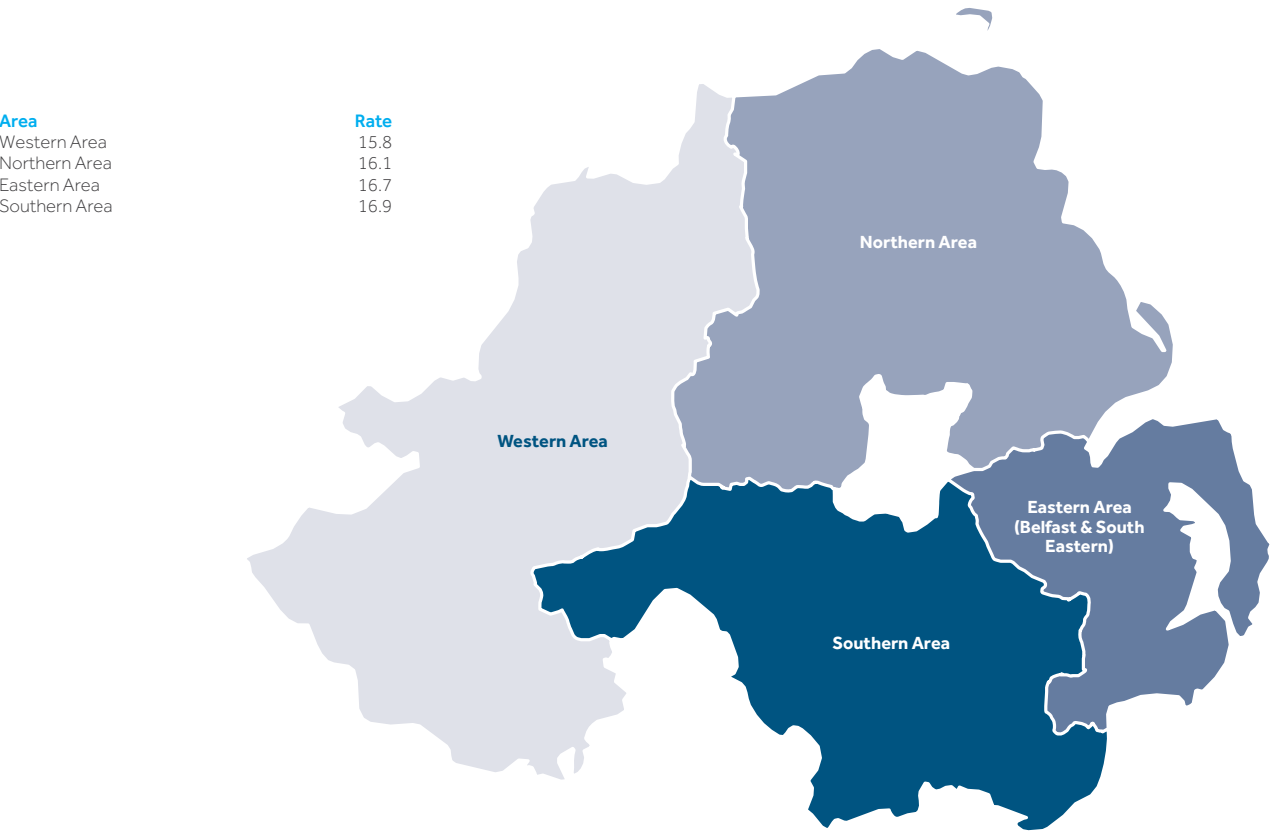 Area Rate
Western Area 15.8
Northern Area 16.1
Eastern Area 16.7
Southern Area 16.9
Northern Area
Western Area
Eastern Area
(Belfast & South
Eastern)
Southern Area